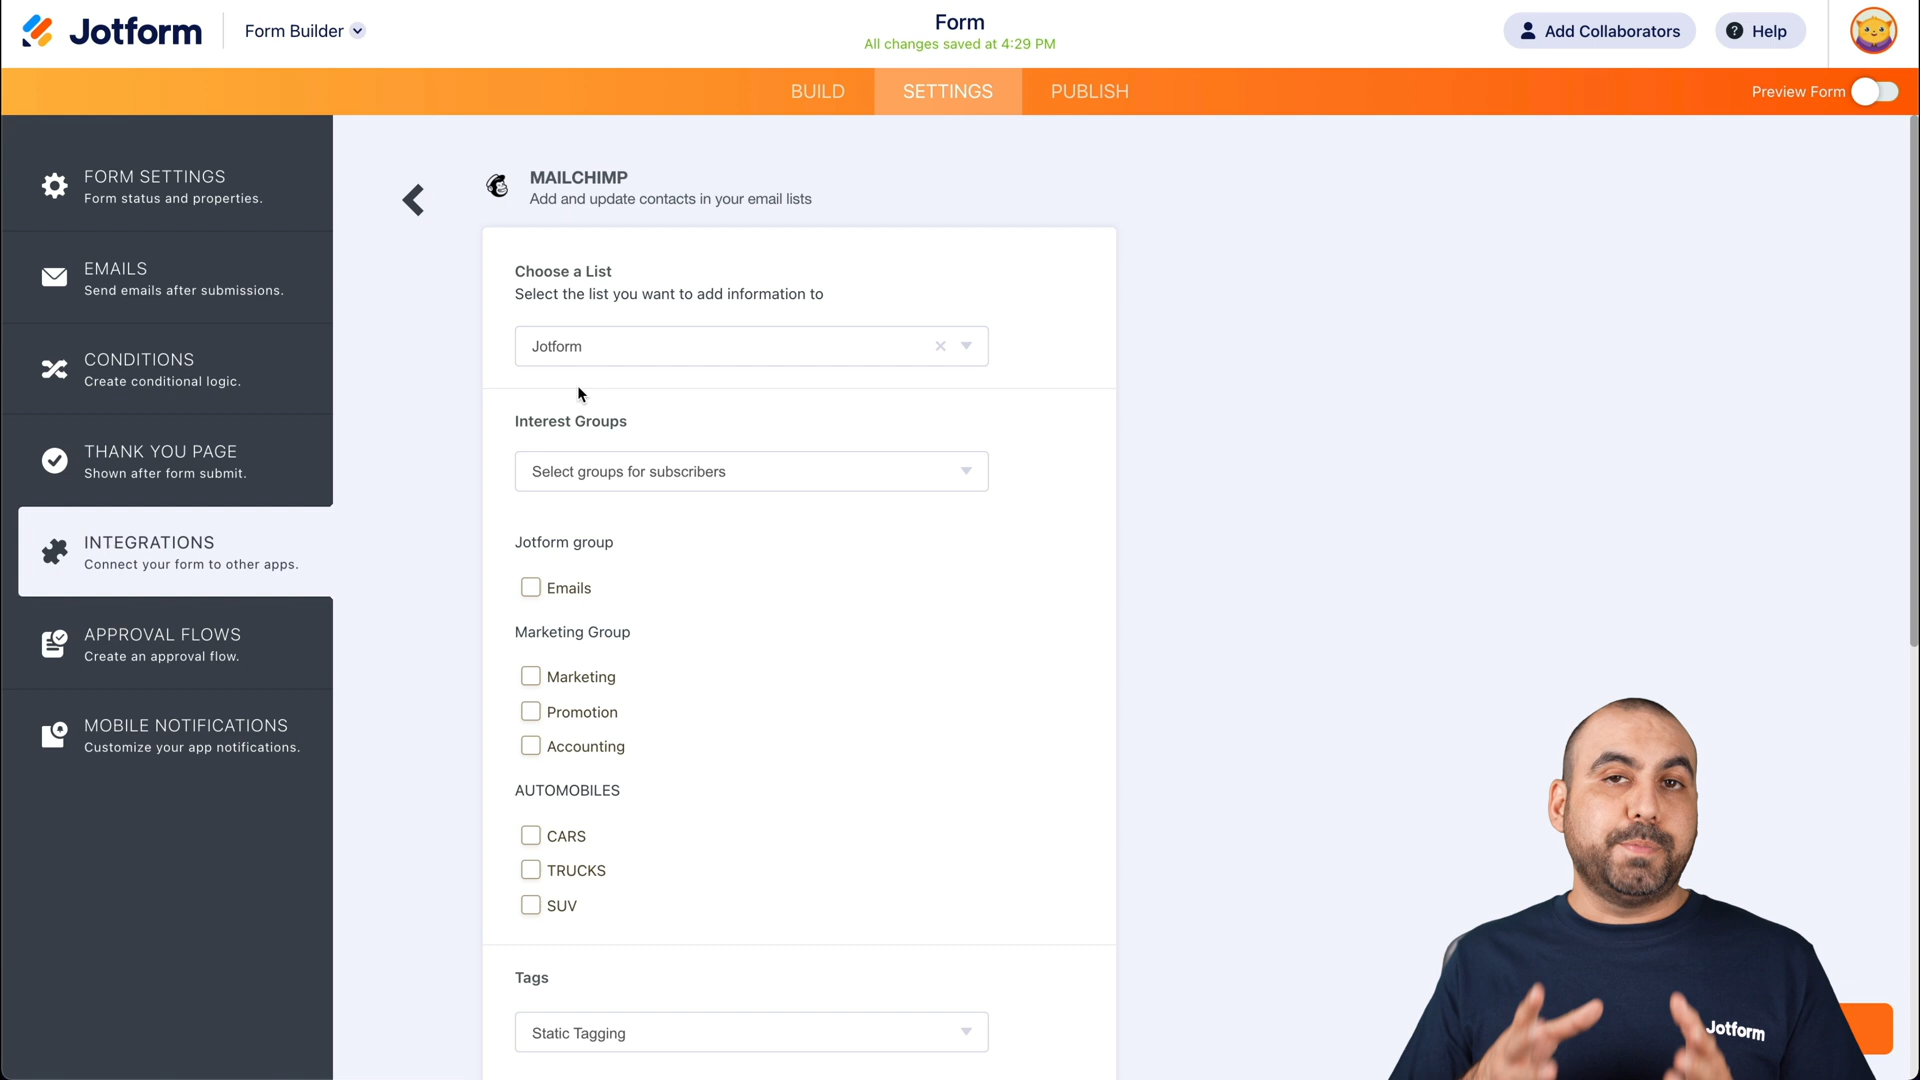 Jotform
Form Builder
Form
All changes saved at 4:29 PM
Add Collaborators
? Help
BUILD
SETTINGS
PUBLISH
Preview Form
FORM SETTINGS
Form status and properties.
EMAILS
Send emails after submissions.
CONDITIONS
Create conditional logic.
THANK YOU PAGE
Shown after form submit.
INTEGRATIONS
Connect your form to other apps.
APPROVAL FLOWS
Create an approval flow.
MOBILE NOTIFICATIONS
Customize your app notifications.
MAILCHIMP
Add and update contacts in your email lists
Choose a List
Select the list you want to add information to
Jotform
Interest Groups
Select groups for subscribers
Jotform group
Emails
Marketing Group
Marketing
Promotion
Accounting
AUTOMOBILES
CARS
TRUCKS
SUV
Tags
Static Tagging
Jotform